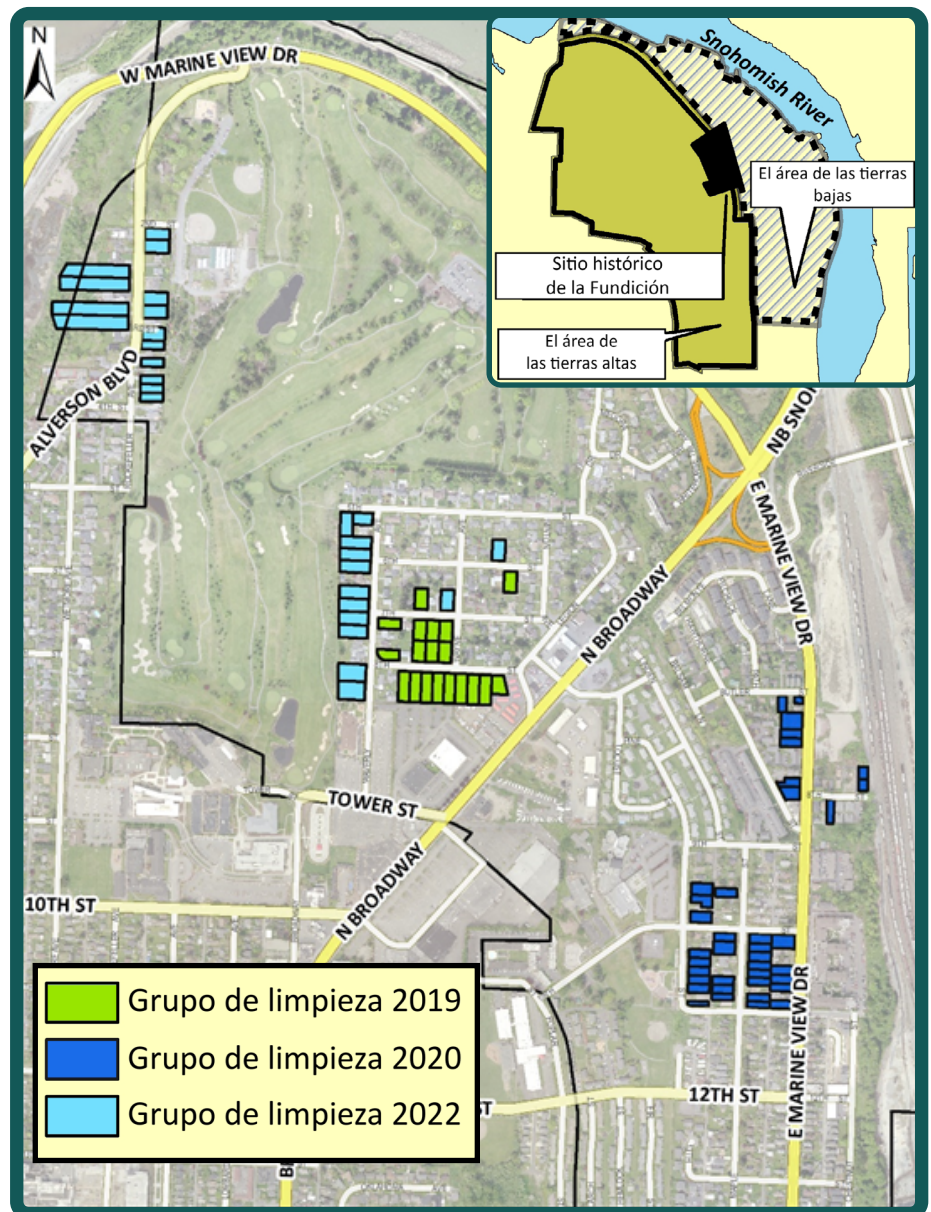 N
W MARINE VIEW DR
Snohomish River
El área de las tierras
bajas
Sitio histórico
de la Fundición
El área de
las tierras altas
ALVERSON BLVD
NB SNO
E MARINE VIEW DR
N BROADWAY
TOWER ST
10TH ST
N BROADWAY
E MARINE VIEW DR
12TH ST
ST
Grupo de limpieza 2019
Grupo de limpieza 2020
Grupo de limpieza 2022